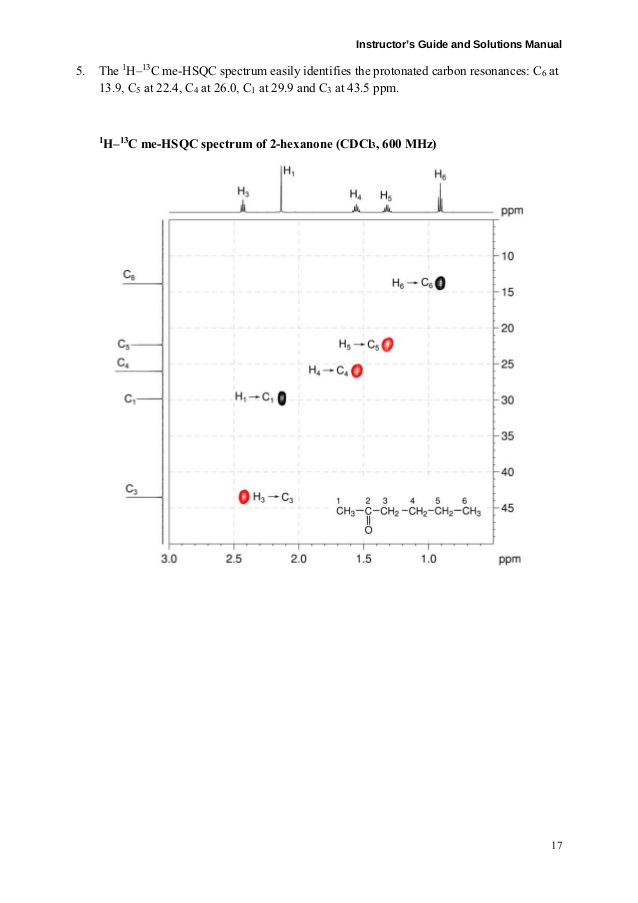 Instructor's Guide and Solutions Manual
5. The ¹H–¹³C me-HSQC spectrum easily identifies the protonated carbon resonances: C₆ at
13.9, C₅ at 22.4, C₄ at 26.0, C₁ at 29.9 and C₃ at 43.5 ppm.
¹H–¹³C me-HSQC spectrum of 2-hexanone (CDCl₃, 600 MHz)
H₃ H₁ H₄ H₅ H₆
ppm
10
C₆
H₆→C₆
15
20
C₅
H₅→C₅
C₄
25
H₄→C₄
C₁
H₁→C₁
30
35
40
C₃
H₃→C₃
1 2 3 4 5 6
CH₃–C–CH₂–CH₂–CH₂–CH₃
45
O
3.0 2.5 2.0 1.5 1.0 ppm
17